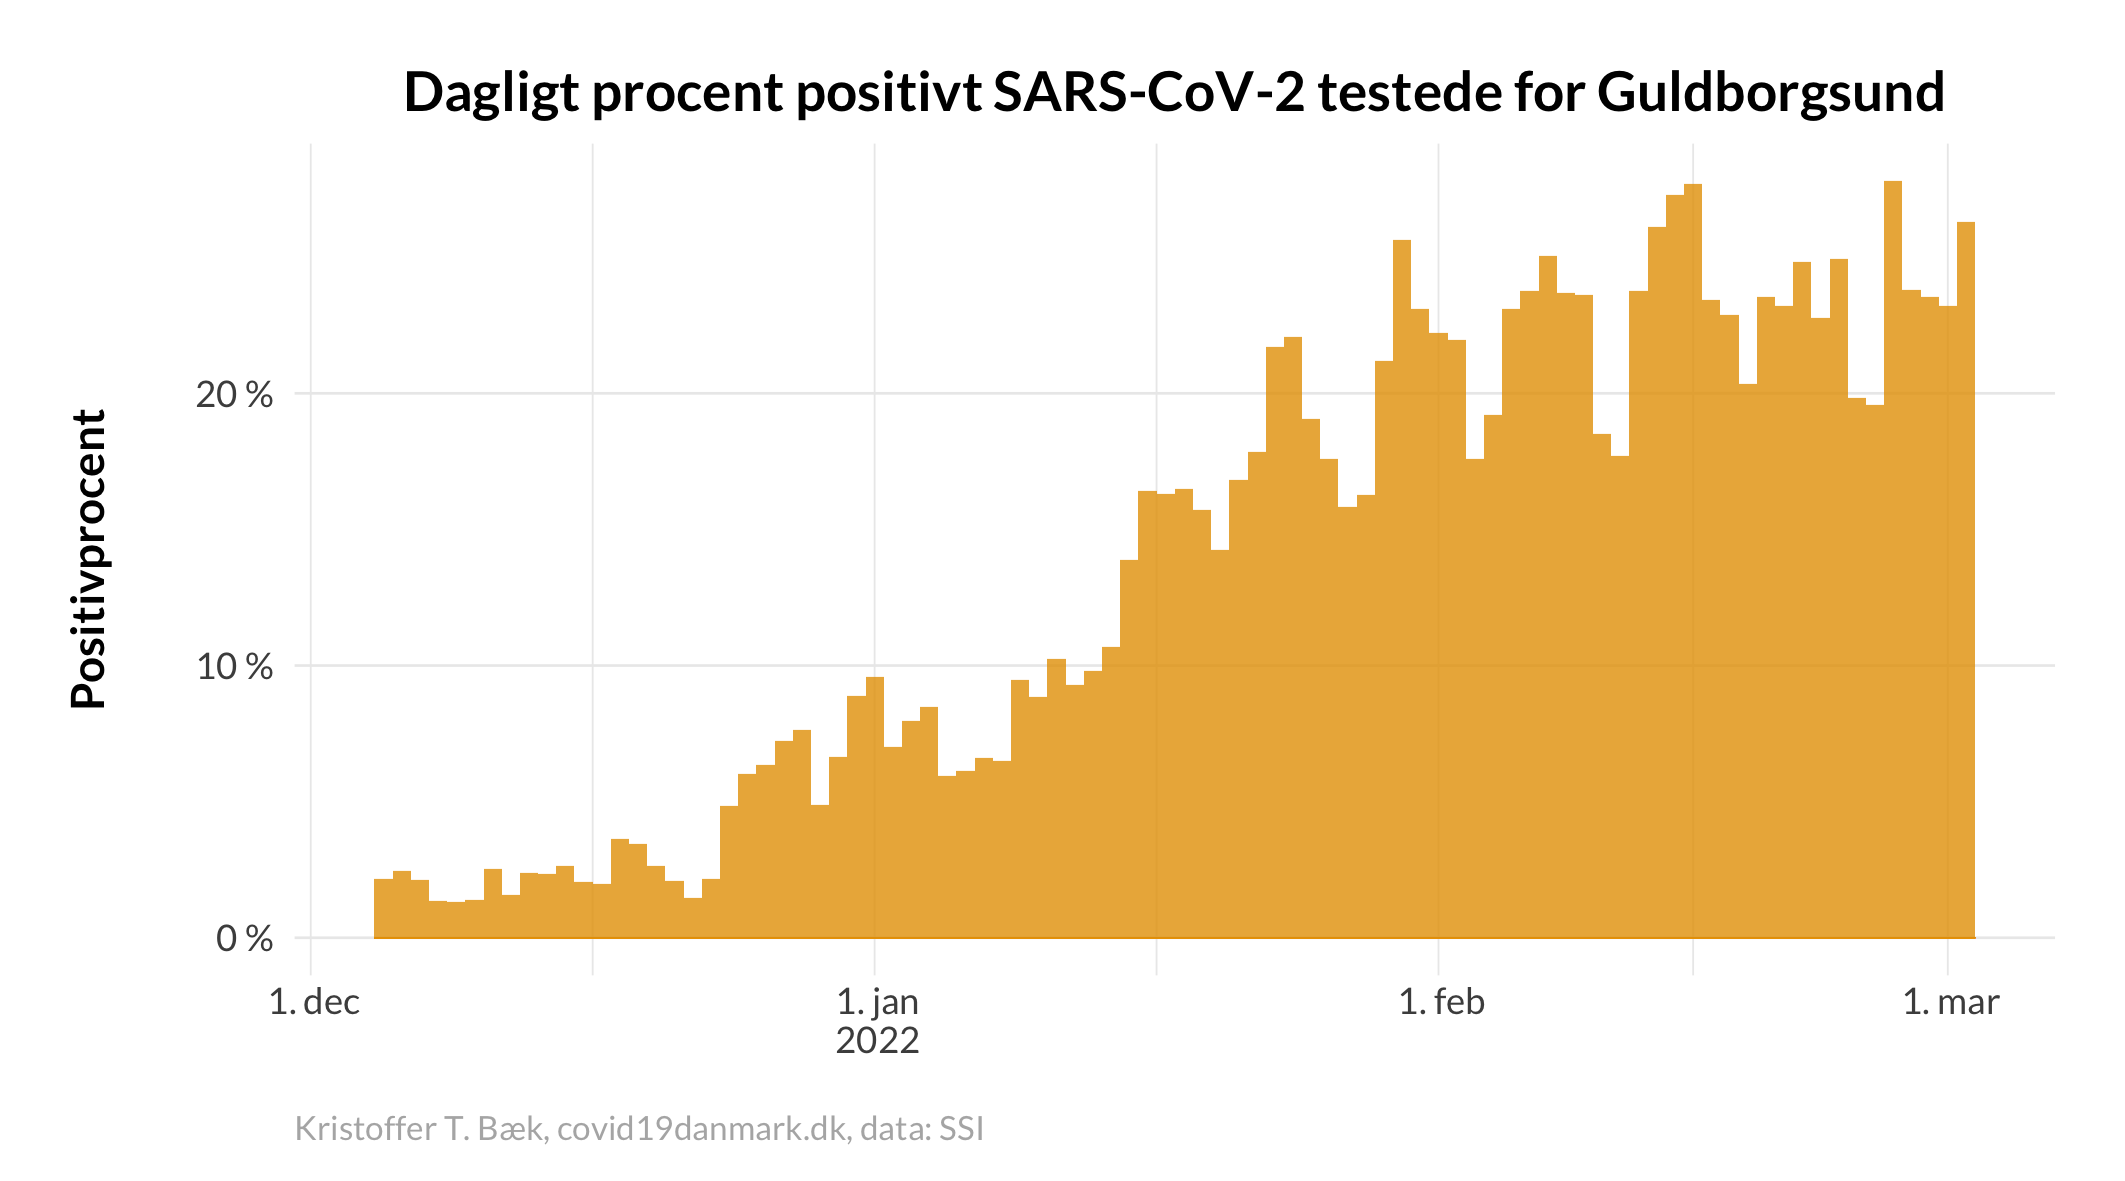 Dagligt procent positivt SARS-CoV-2 testede for Guldborgsund
Positivprocent
20 %
10 %
0 %
1. dec
1. jan
2022
1. feb
1. mar
Kristoffer T. Bæk, covid19danmark.dk, data: SSI